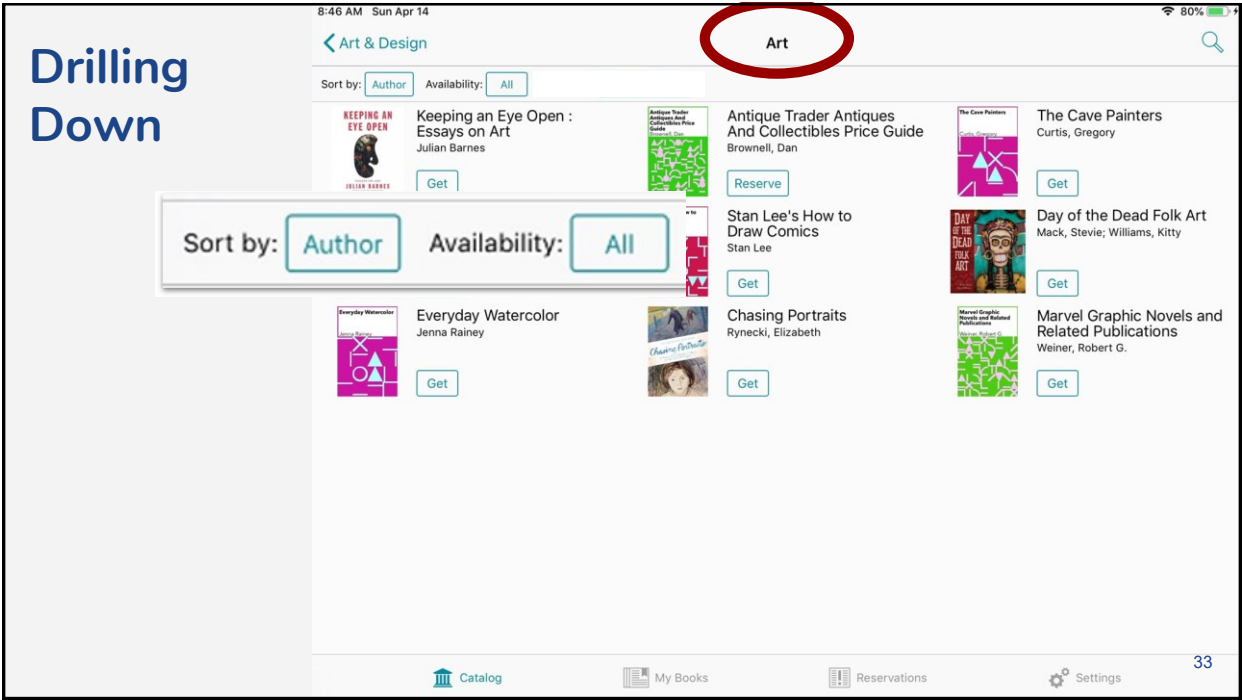 Drilling
Down
8:46 AM Sun Apr 14
80%
Art & Design
Art
Sort by: Author Availability: All
KEEPING AN
EYE OPEN
JULIAN BARNES
Keeping an Eye Open :
Essays on Art
Julian Barnes
Get
Antique Trader
Antiques And
Collectibles Price
Guide
Brownell, Dan
Antique Trader Antiques
And Collectibles Price Guide
Brownell, Dan
Reserve
The Cave Painters
Curtis, Gregory
The Cave Painters
Curtis, Gregory
Get
Sort by: Author Availability: All
Stan Lee's How to
Draw Comics
Stan Lee
Get
DAY
OF THE
DEAD
FOLK
ART
Day of the Dead Folk Art
Mack, Stevie; Williams, Kitty
Get
Everyday Watercolor
Jenna Rainey
Everyday Watercolor
Jenna Rainey
Get
Chasing Portraits
Chasing Portraits
Rynecki, Elizabeth
Get
Marvel Graphic
Novels and Related
Publications
Weiner, Robert G.
Marvel Graphic Novels and
Related Publications
Weiner, Robert G.
Get
Catalog
My Books
Reservations
Settings
33